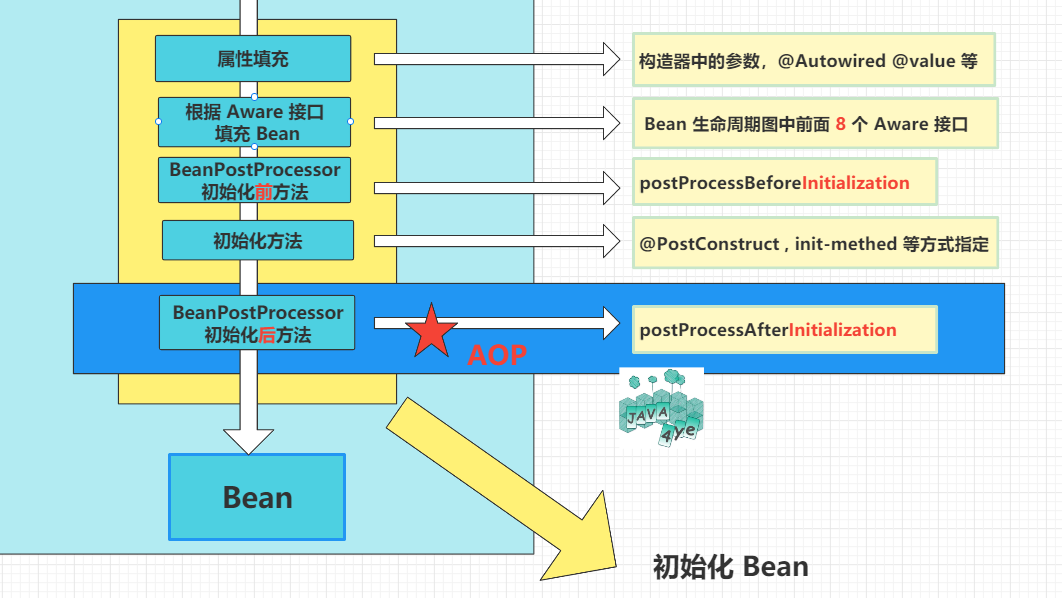 属性填充
构造器中的参数，@Autowired @value 等
根据 Aware 接口
填充 Bean
Bean 生命周期图中前面 8 个 Aware 接口
BeanPostProcessor
初始化前方法
postProcessBeforeInitialization
初始化方法
@PostConstruct , init-methed 等方式指定
BeanPostProcessor
初始化后方法
AOP
postProcessAfterInitialization
JAVA
4ye
Bean
初始化 Bean